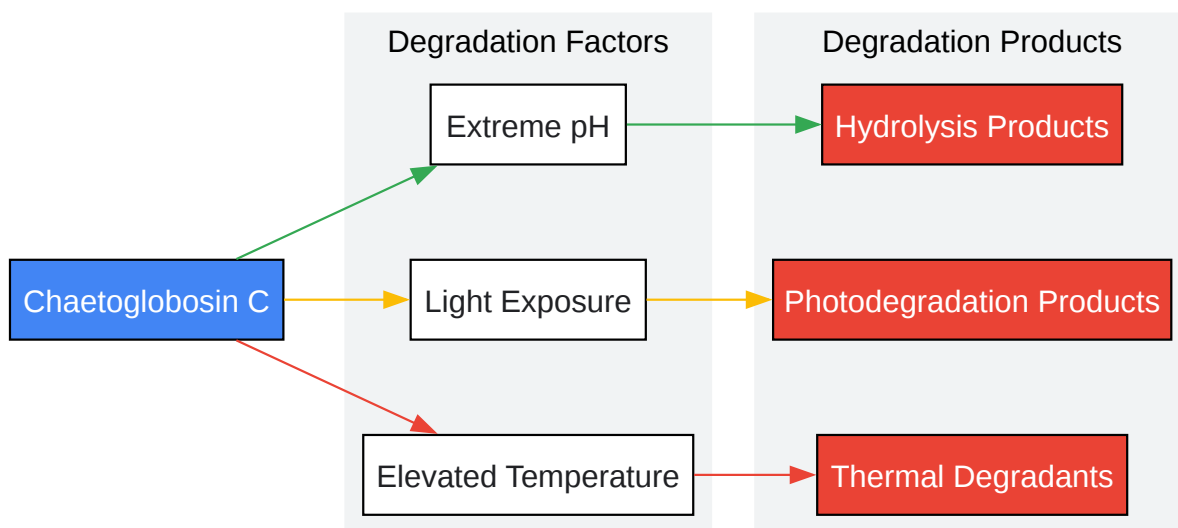 Degradation Factors
Degradation Products
Extreme pH
Hydrolysis Products
Chaetoglobosin C
Light Exposure
Photodegradation Products
Elevated Temperature
Thermal Degradants